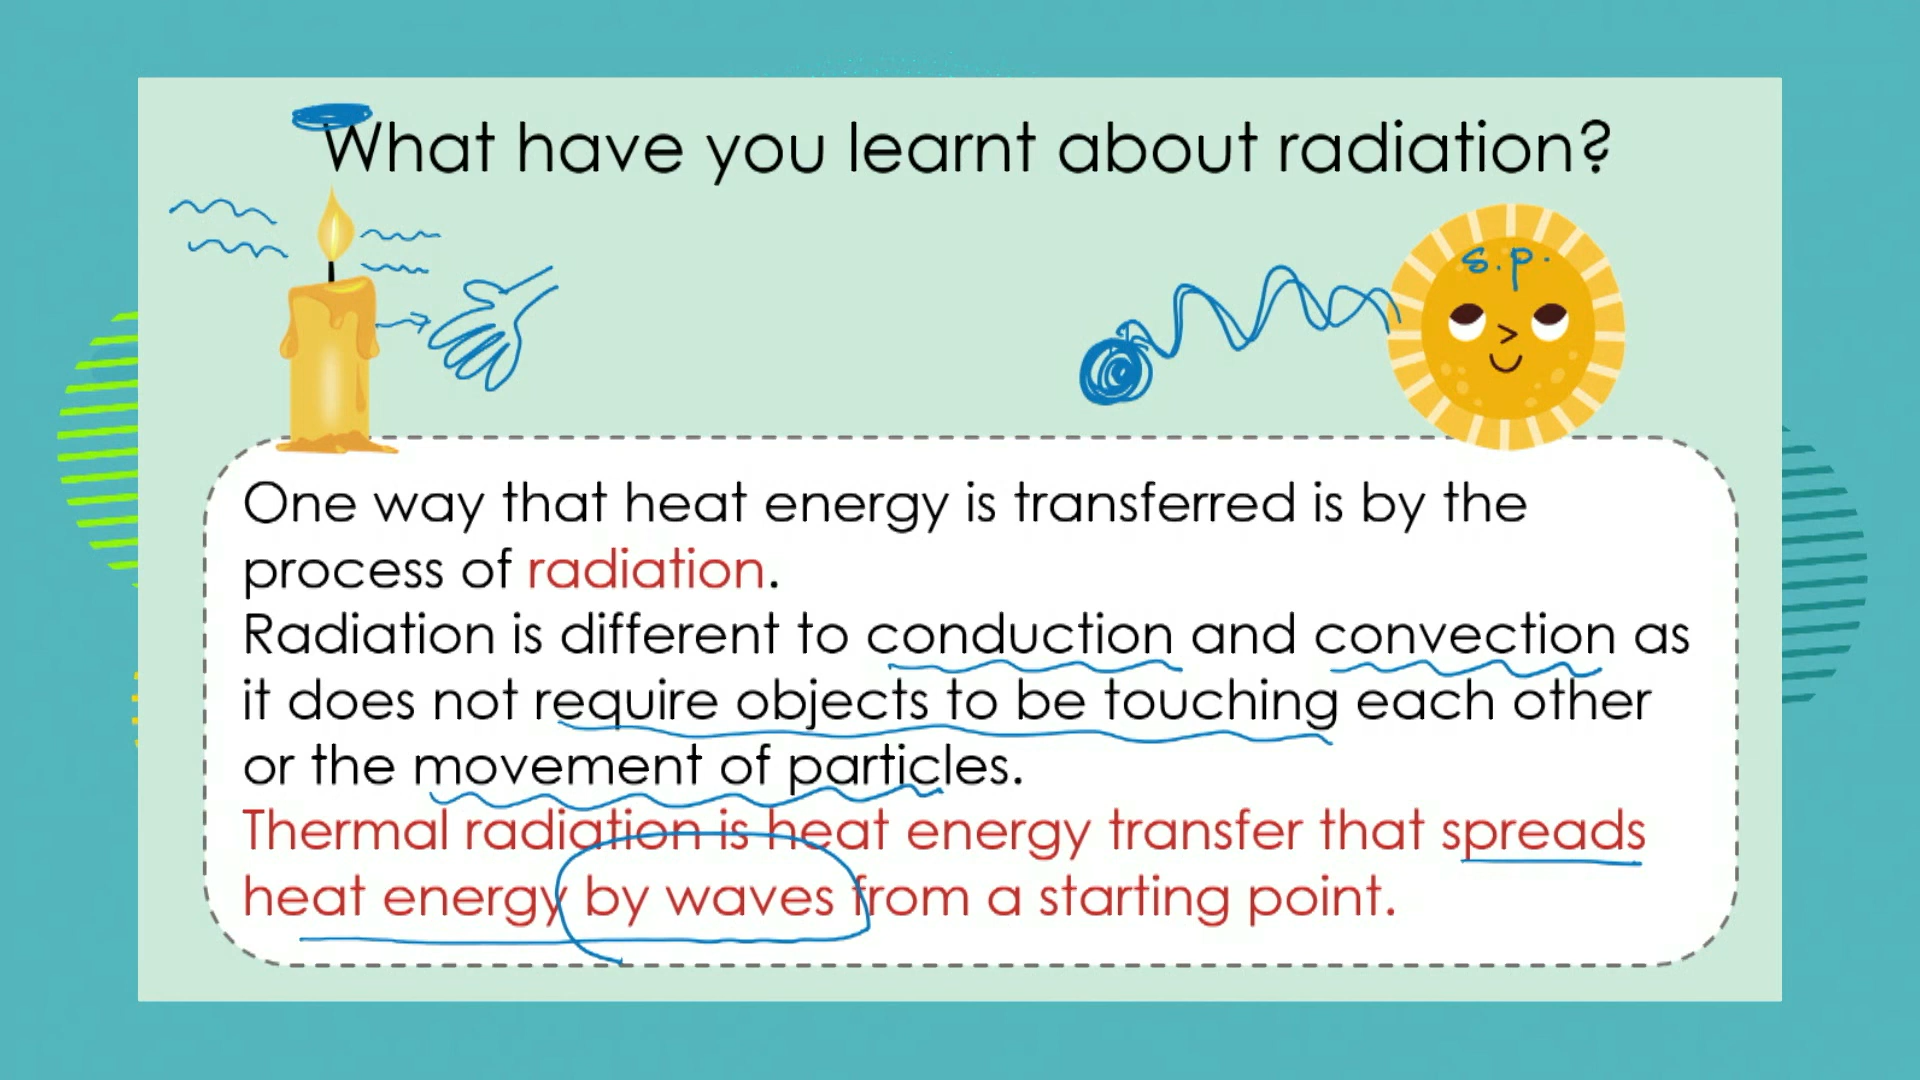 What have you learnt about radiation?
s.p.
One way that heat energy is transferred is by the
process of radiation.
Radiation is different to conduction and convection as
it does not require objects to be touching each other
or the movement of particles.
Thermal radiation is heat energy transfer that spreads
heat energy by waves from a starting point.